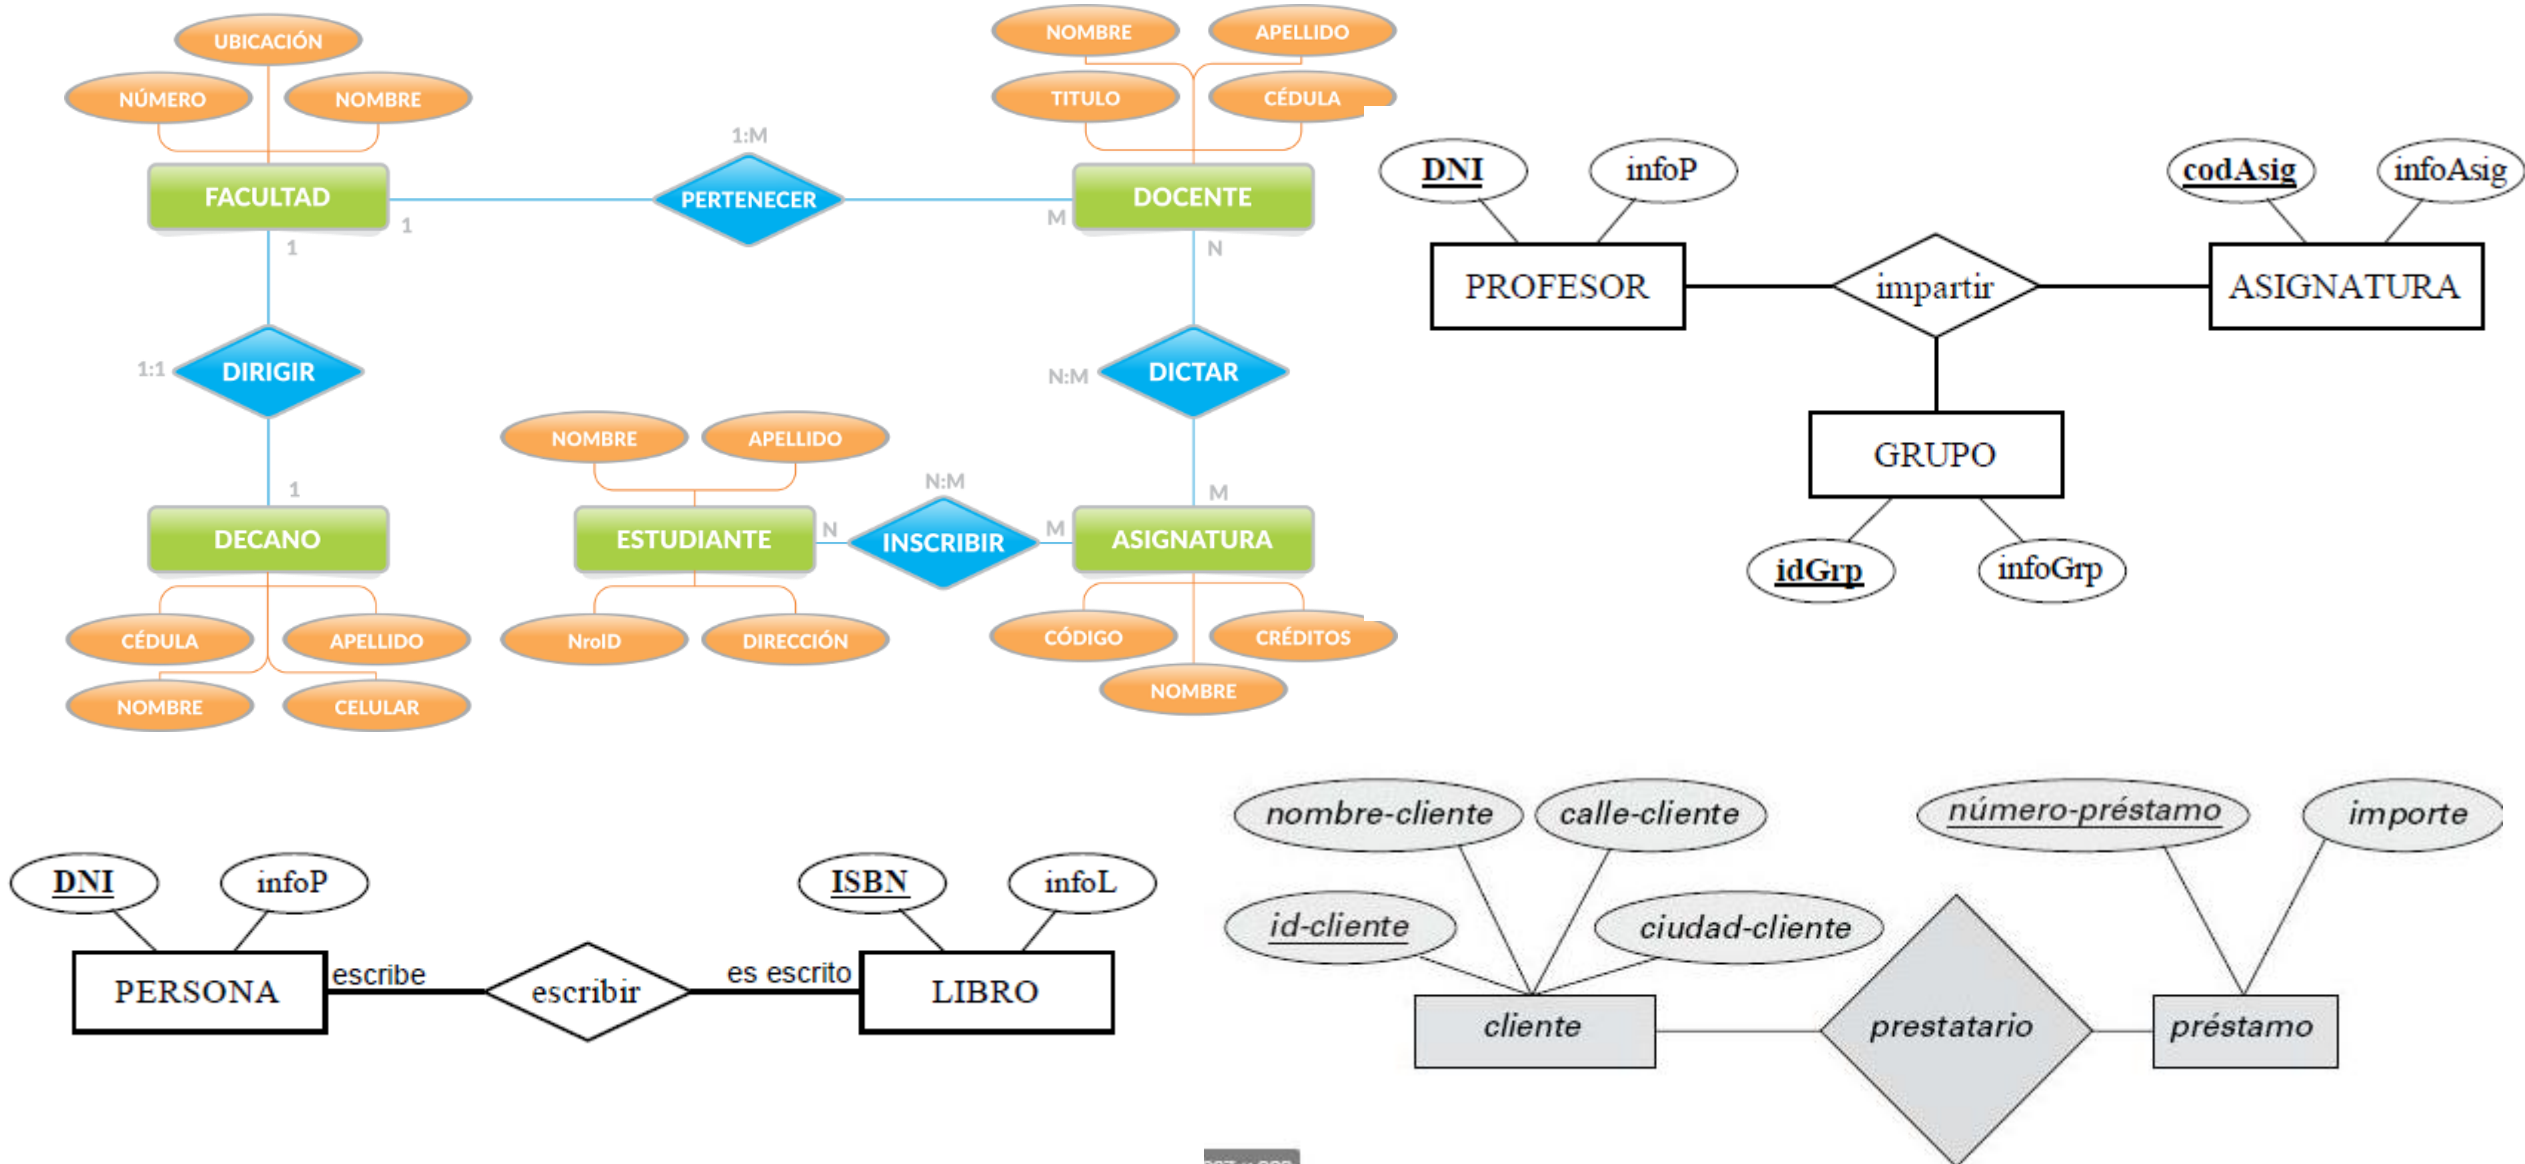 UBICACIÓN
NÚMERO
NOMBRE
FACULTAD
1
1
1:M
PERTENECER
M
NOMBRE
APELLIDO
TITULO
CÉDULA
DOCENTE
N
1:1
DIRIGIR
N:M
DICTAR
1
DECANO
CÉDULA
APELLIDO
NOMBRE
CELULAR
NOMBRE
APELLIDO
ESTUDIANTE
N
NroID
DIRECCIÓN
N:M
INSCRIBIR
M
M
ASIGNATURA
CÓDIGO
CRÉDITOS
NOMBRE
DNI
infoP
PROFESOR
impartir
codAsig
infoAsig
ASIGNATURA
GRUPO
idGrp
infoGrp
DNI
infoP
PERSONA
escribe
escribir
es escrito
ISBN
infoL
LIBRO
nombre-cliente
calle-cliente
id-cliente
ciudad-cliente
cliente
prestatario
número-préstamo
importe
préstamo